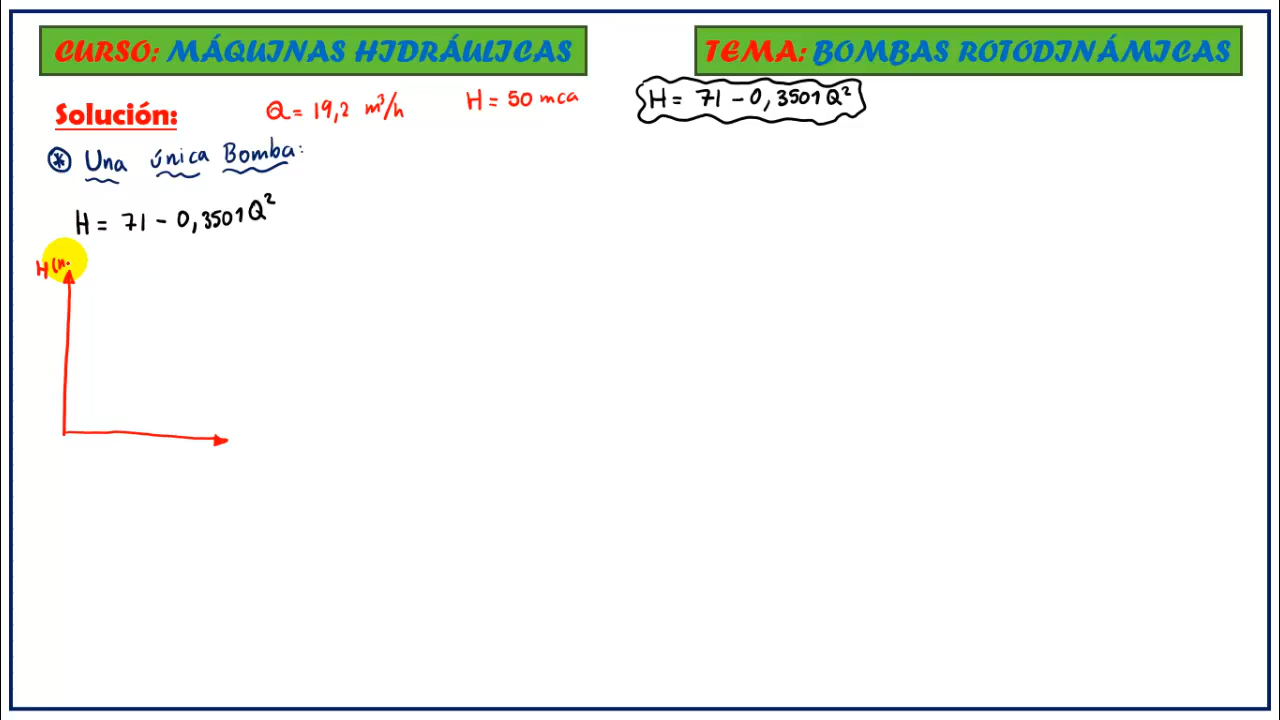 CURSO: MÁQUINAS HIDRÁULICAS
TEMA: BOMBAS ROTODINÁMICAS
Solución:
Q = 19,2 m³/h
H = 50 mca
H = 71 - 0,3501Q²
* Una única Bomba:
H = 71 - 0,3501Q²
H (m